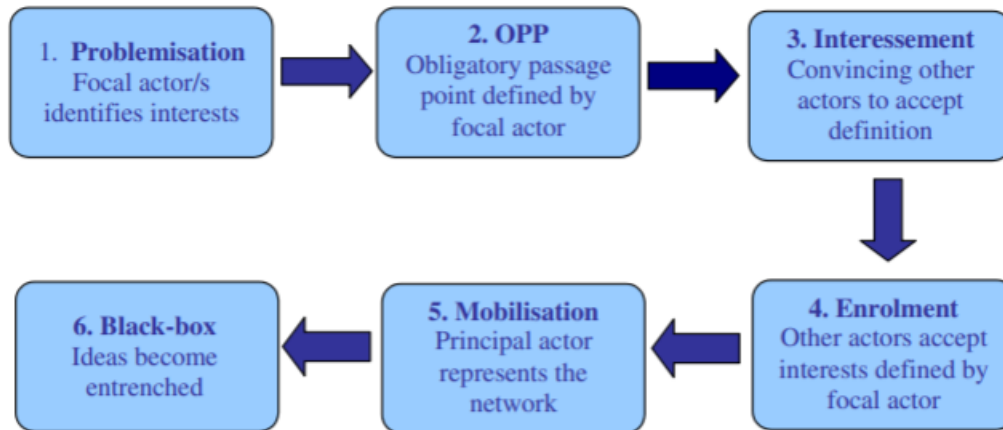 1. Problemisation
Focal actor/s
identifies interests
2. OPP
Obligatory passage
point defined by
focal actor
3. Interessement
Convincing other
actors to accept
definition
4. Enrolment
Other actors accept
interests defined by
focal actor
5. Mobilisation
Principal actor
represents the
network
6. Black-box
Ideas become
entrenched